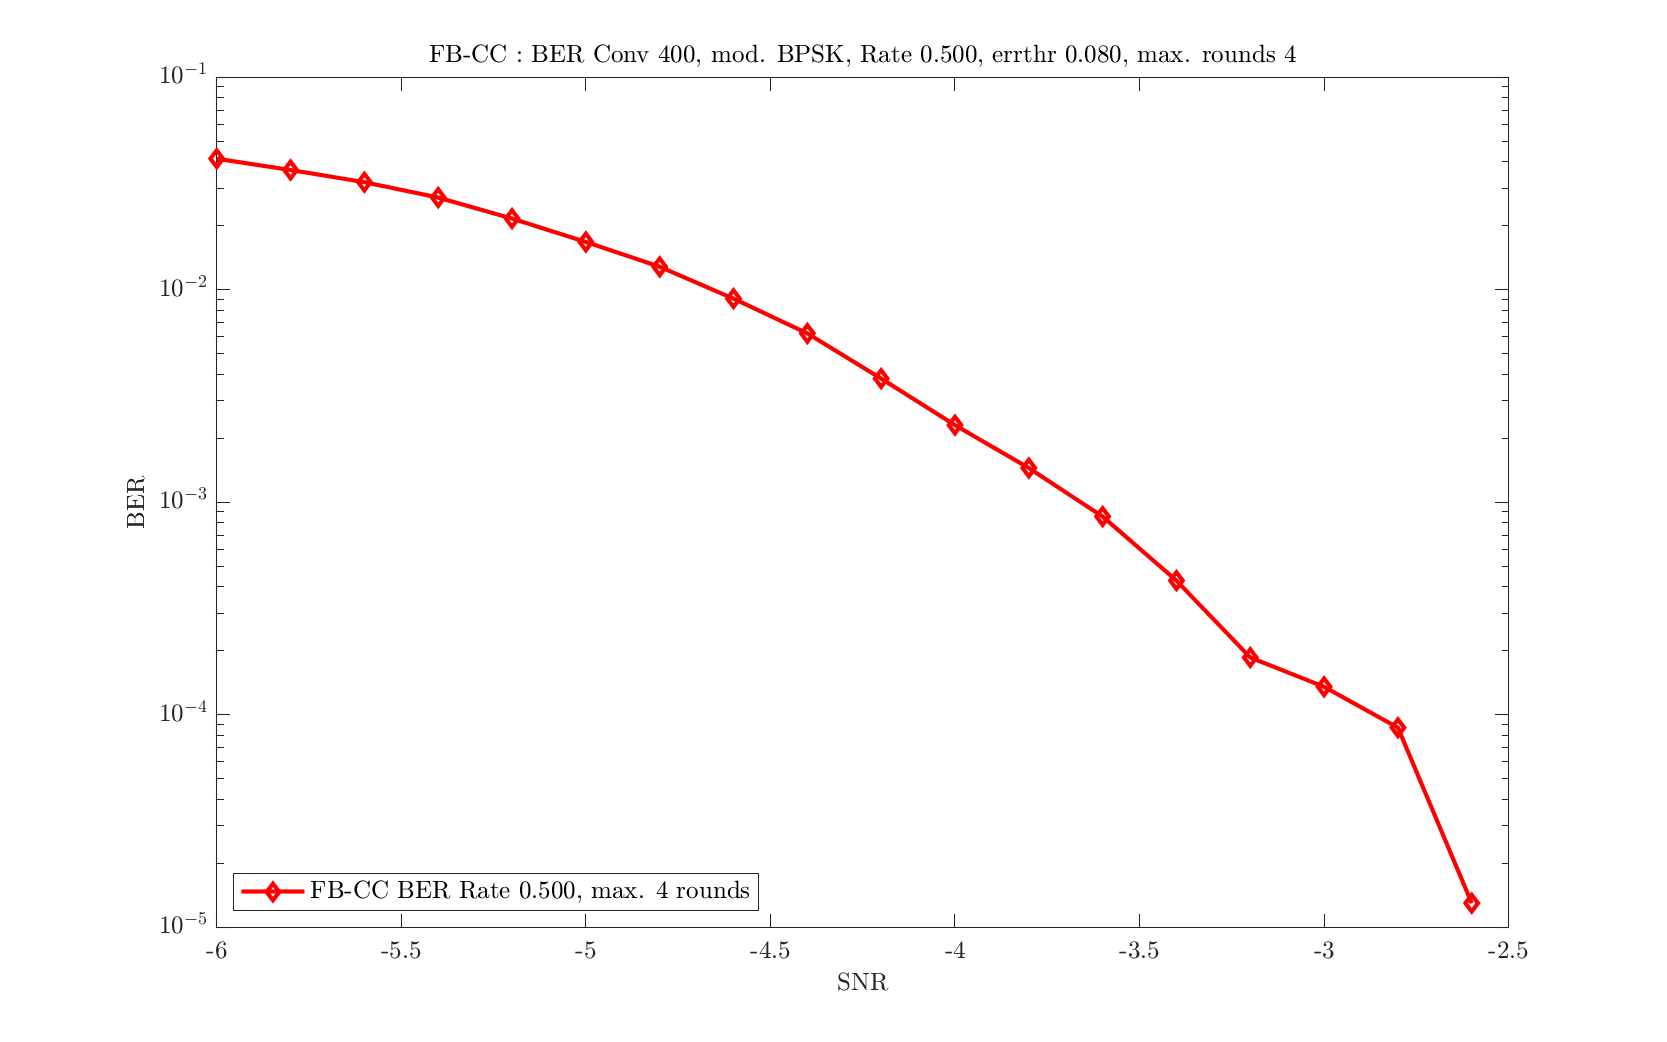 FB-CC : BER Conv 400, mod. BPSK, Rate 0.500, errthr 0.080, max. rounds 4
10⁻¹
10⁻²
10⁻³
10⁻⁴
10⁻⁵
BER
FB-CC BER Rate 0.500, max. 4 rounds
-6 -5.5 -5 -4.5 -4 -3.5 -3 -2.5
SNR